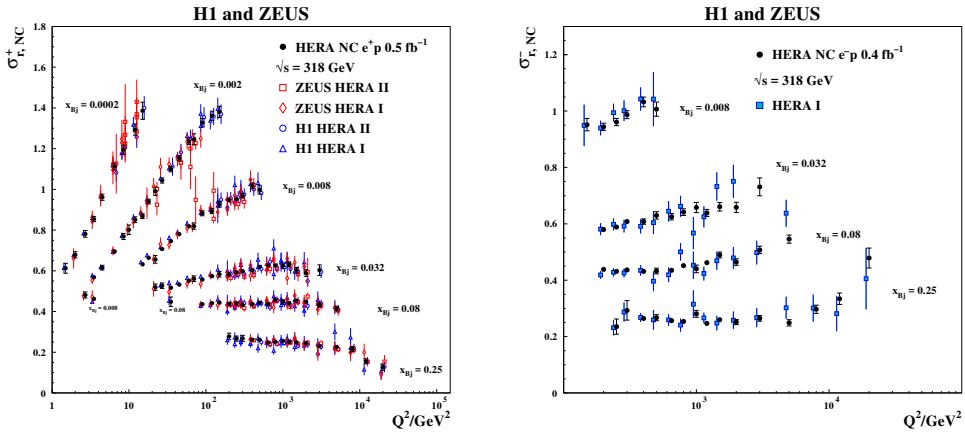 H1 and ZEUS
σ⁺r, NC
1.8
1.6
1.4
1.2
1
0.8
0.6
0.4
0.2
0
1
10
10²
10³
10⁴
10⁵
Q²/GeV²
HERA NC e⁺p 0.5 fb⁻¹
√s = 318 GeV
ZEUS HERA II
ZEUS HERA I
H1 HERA II
H1 HERA I
xBj = 0.0002
xBj = 0.002
xBj = 0.008
xBj = 0.032
xBj = 0.08
xBj = 0.25
xBj = 0.008
xBj = 0.08
H1 and ZEUS
σ⁻r, NC
1.2
1
0.8
0.6
0.4
0.2
0
10³
10⁴
10⁵
Q²/GeV²
HERA NC e⁻p 0.4 fb⁻¹
√s = 318 GeV
HERA I
xBj = 0.008
xBj = 0.032
xBj = 0.08
xBj = 0.25